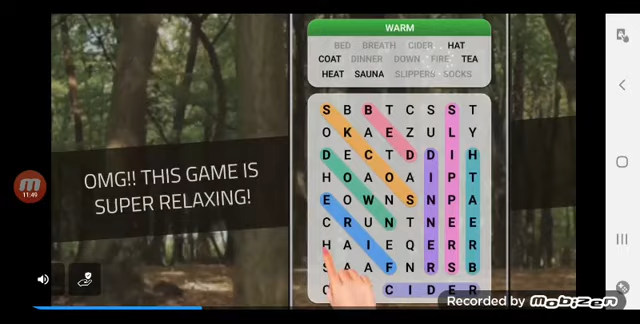 WARM
BED BREATH CIDER HAT
COAT DINNER DOWN FIRE TEA
HEAT SAUNA SLIPPERS SOCKS
S B B T C S S T
O K A E Z U L Y
D E C T D D I H
H O A O A I P T
E O W N S N P A
C R U N T N E E
H A I E Q E R R
S A A F N R S B
C I D E R
OMG!! THIS GAME IS
SUPER RELAXING!
11:49
Recorded by Mobizen